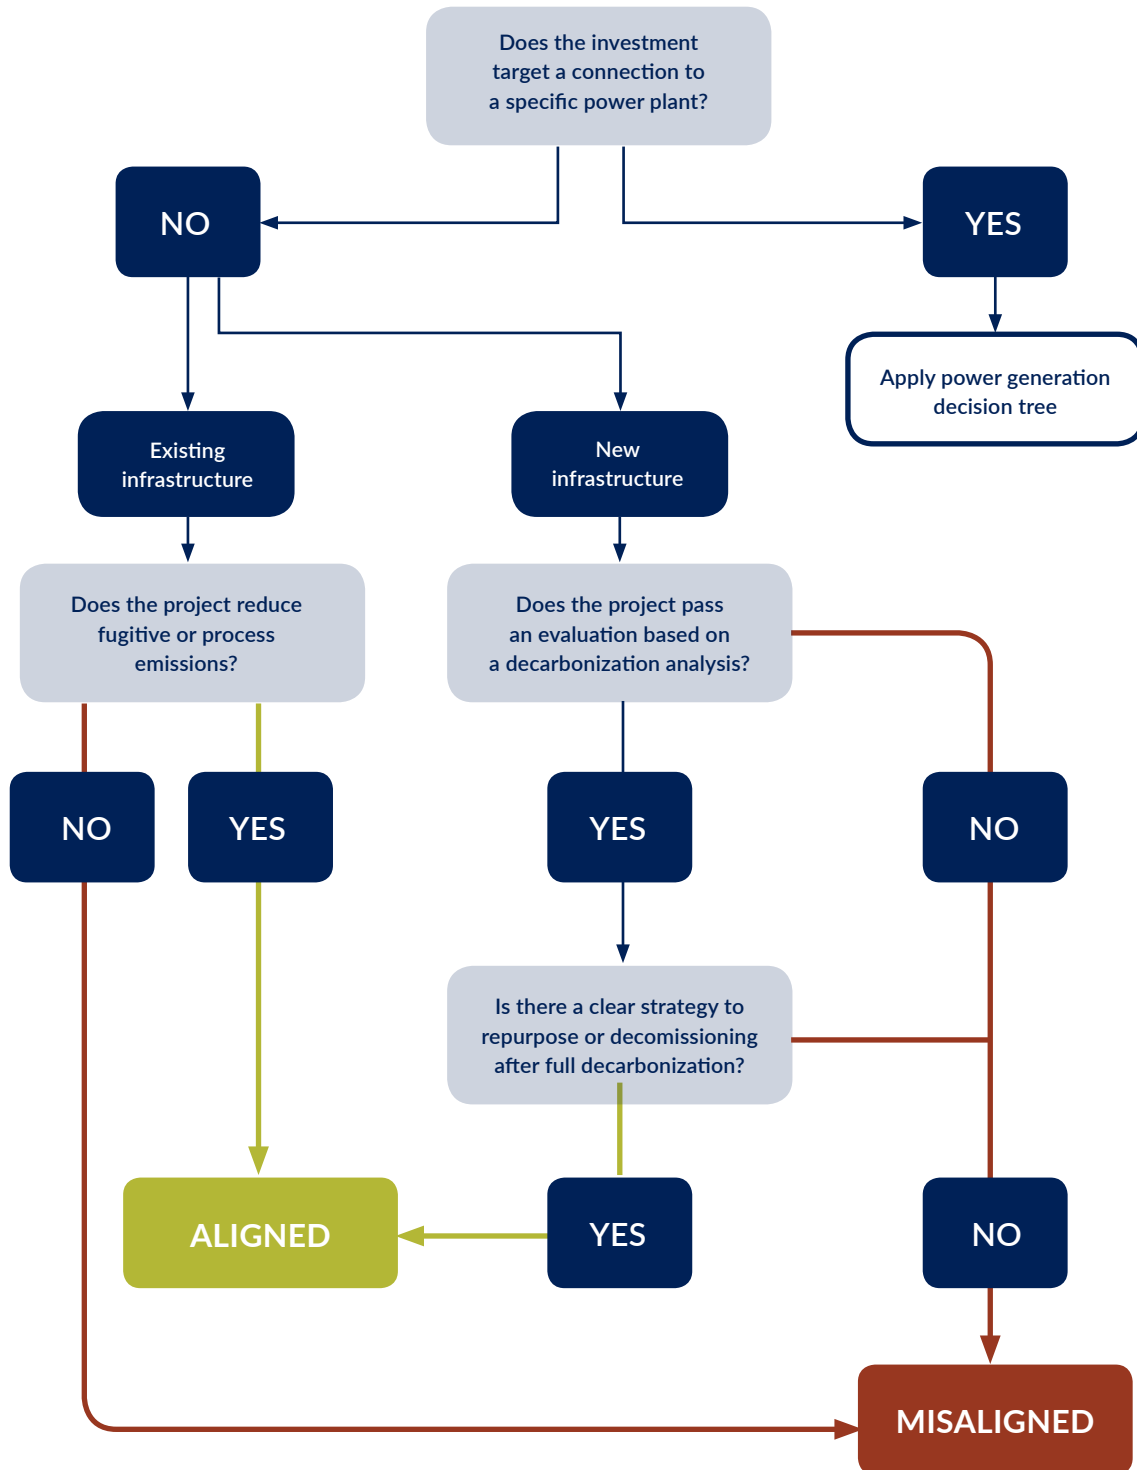 Does the investment
target a connection to
a specific power plant?
NO
YES
Apply power generation
decision tree
Existing
infrastructure
New
infrastructure
Does the project reduce
fugitive or process
emissions?
Does the project pass
an evaluation based on
a decarbonization analysis?
NO
YES
YES
NO
Is there a clear strategy to
repurpose or decomissioning
after full decarbonization?
ALIGNED
YES
NO
MISALIGNED